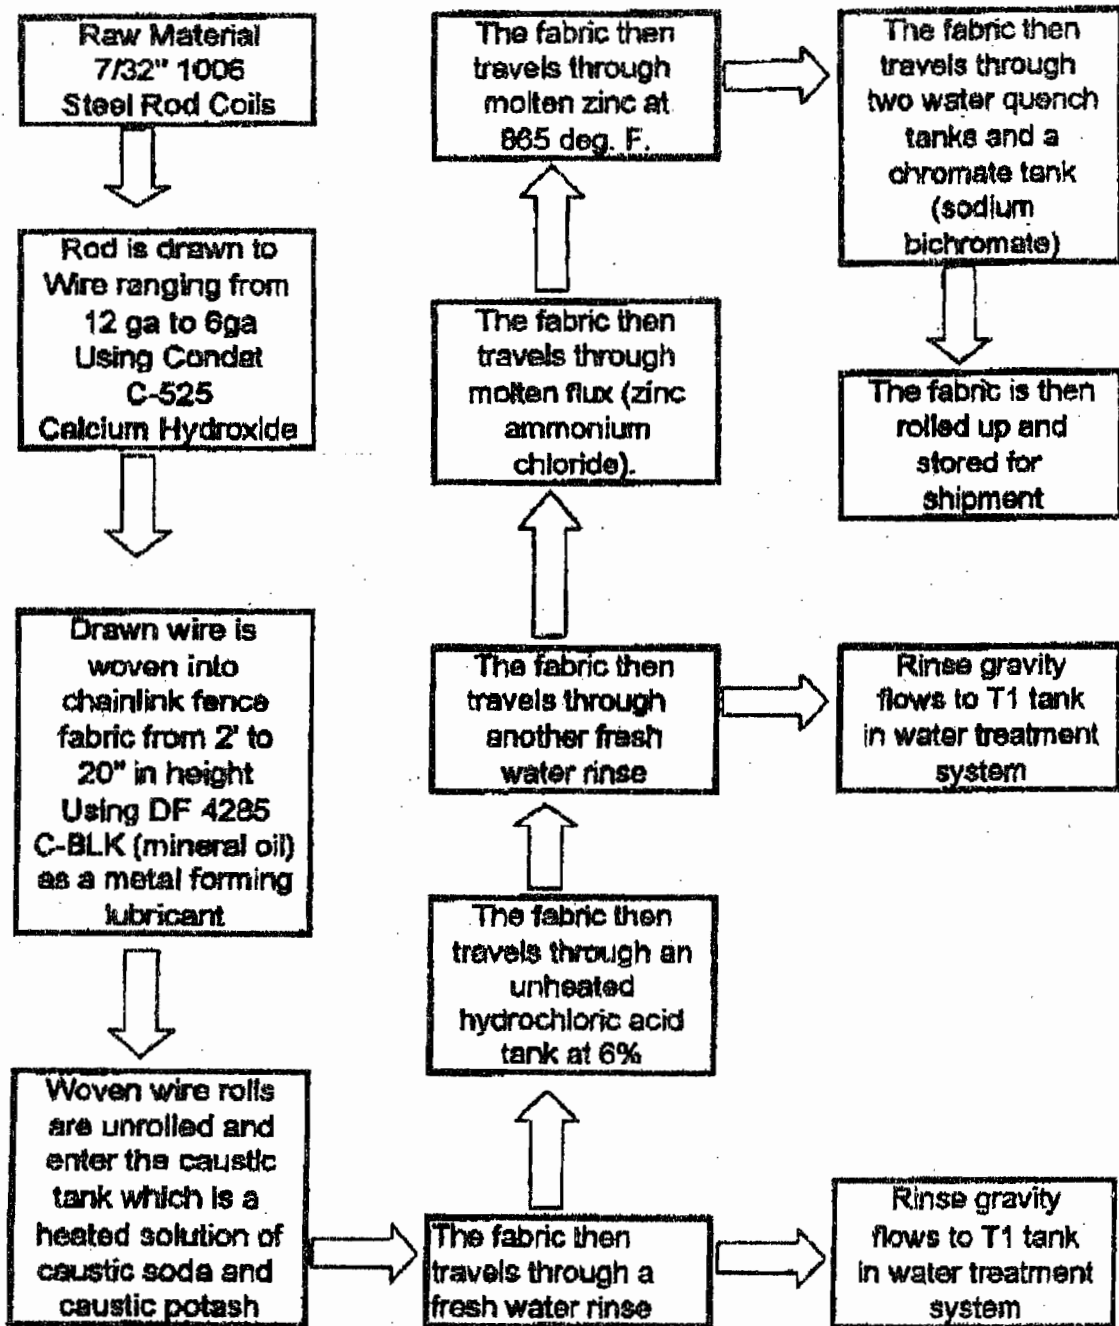 Raw Material
7/32" 1006
Steel Rod Coils
Rod is drawn to
Wire ranging from
12 ga to 6ga
Using Condat
C-525
Calcium Hydroxide
Drawn wire is
woven into
chainlink fence
fabric from 2' to
20" in height
Using DF 4285
C-BLK (mineral oil)
as a metal forming
lubricant
Woven wire rolls
are unrolled and
enter the caustic
tank which is a
heated solution of
caustic soda and
caustic potash
The fabric then
travels through a
fresh water rinse
Rinse gravity
flows to T1 tank
in water treatment
system
The fabric then
travels through an
unheated
hydrochloric acid
tank at 6%
The fabric then
travels through
another fresh
water rinse
Rinse gravity
flows to T1 tank
in water treatment
system
The fabric then
travels through
molten flux (zinc
ammonium
chloride).
The fabric then
travels through
molten zinc at
865 deg. F.
The fabric then
travels through
two water quench
tanks and a
chromate tank
(sodium
bichromate)
The fabric is then
rolled up and
stored for
shipment